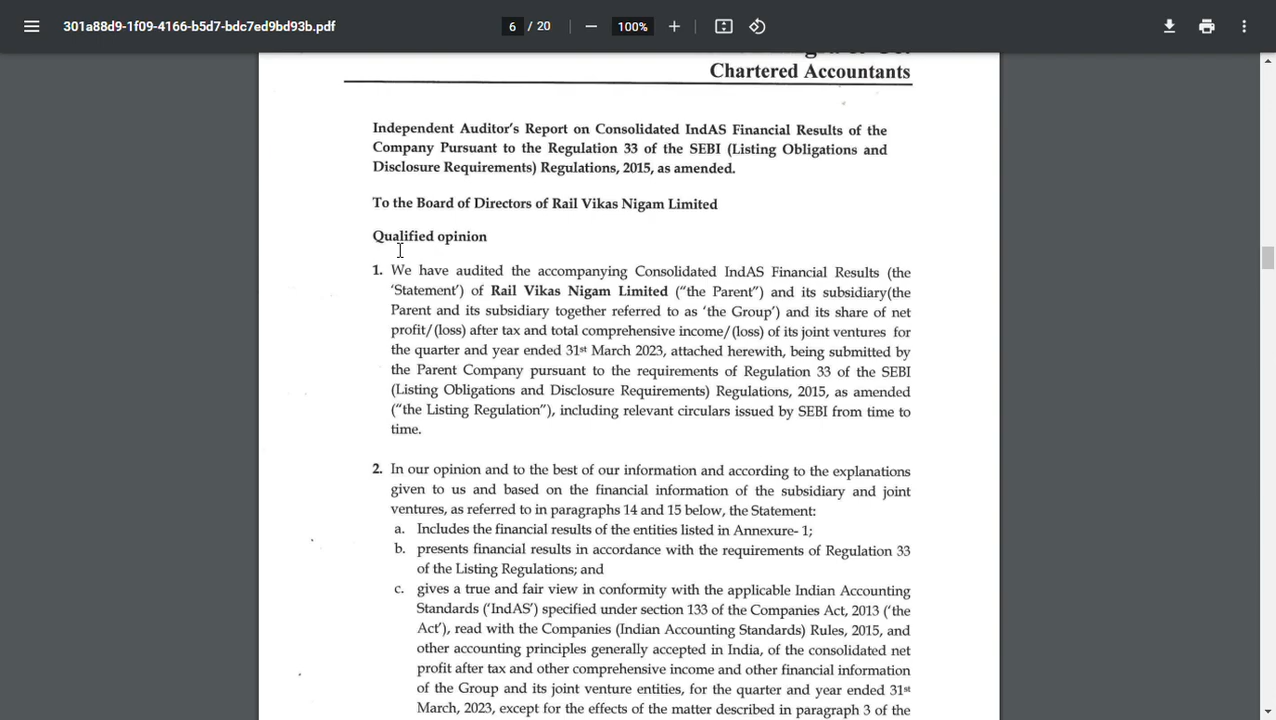 301a88d9-1f09-4166-b5d7-bdc7ed9bd93b.pdf
6 / 20
100%
Chartered Accountants
Independent Auditor's Report on Consolidated IndAS Financial Results of the
Company Pursuant to the Regulation 33 of the SEBI (Listing Obligations and
Disclosure Requirements) Regulations, 2015, as amended.
To the Board of Directors of Rail Vikas Nigam Limited
Qualified opinion
1. We have audited the accompanying Consolidated IndAS Financial Results (the
'Statement') of Rail Vikas Nigam Limited ("the Parent") and its subsidiary(the
Parent and its subsidiary together referred to as 'the Group') and its share of net
profit/(loss) after tax and total comprehensive income/(loss) of its joint ventures for
the quarter and year ended 31st March 2023, attached herewith, being submitted by
the Parent Company pursuant to the requirements of Regulation 33 of the SEBI
(Listing Obligations and Disclosure Requirements) Regulations, 2015, as amended
("the Listing Regulation"), including relevant circulars issued by SEBI from time to
time.
2. In our opinion and to the best of our information and according to the explanations
given to us and based on the financial information of the subsidiary and joint
ventures, as referred to in paragraphs 14 and 15 below, the Statement:
a. Includes the financial results of the entities listed in Annexure- 1;
b. presents financial results in accordance with the requirements of Regulation 33
of the Listing Regulations; and
c. gives a true and fair view in conformity with the applicable Indian Accounting
Standards ('IndAS') specified under section 133 of the Companies Act, 2013 ('the
Act'), read with the Companies (Indian Accounting Standards) Rules, 2015, and
other accounting principles generally accepted in India, of the consolidated net
profit after tax and other comprehensive income and other financial information
of the Group and its joint venture entities, for the quarter and year ended 31st
March, 2023, except for the effects of the matter described in paragraph 3 of the